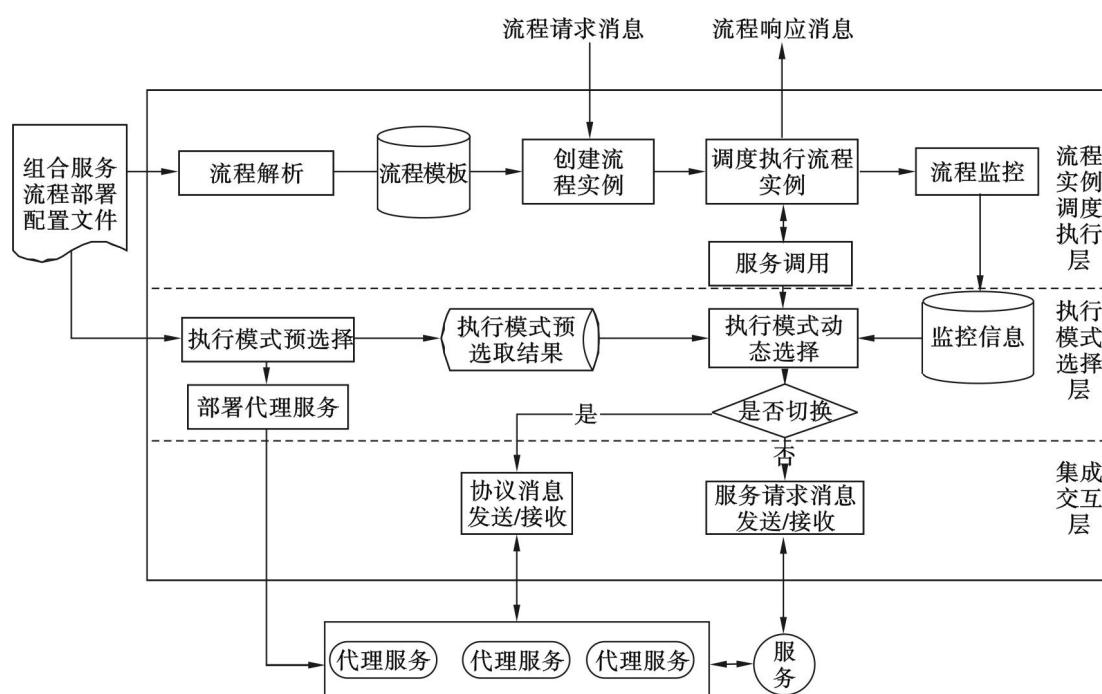 流程请求消息
流程响应消息
组合服务
流程部署
配置文件
流程解析
流程模板
创建流
程实例
调度执行流程
实例
流程监控
流程
实例
调度
执行
层
服务调用
执行模式预选择
执行模式预
选取结果
执行模式动
态选择
监控信息
执行
模式
选择
层
部署代理服务
是
是否切换
否
协议消息
发送/接收
服务请求消息
发送/接收
集成
交互
层
代理服务
代理服务
代理服务
服
务